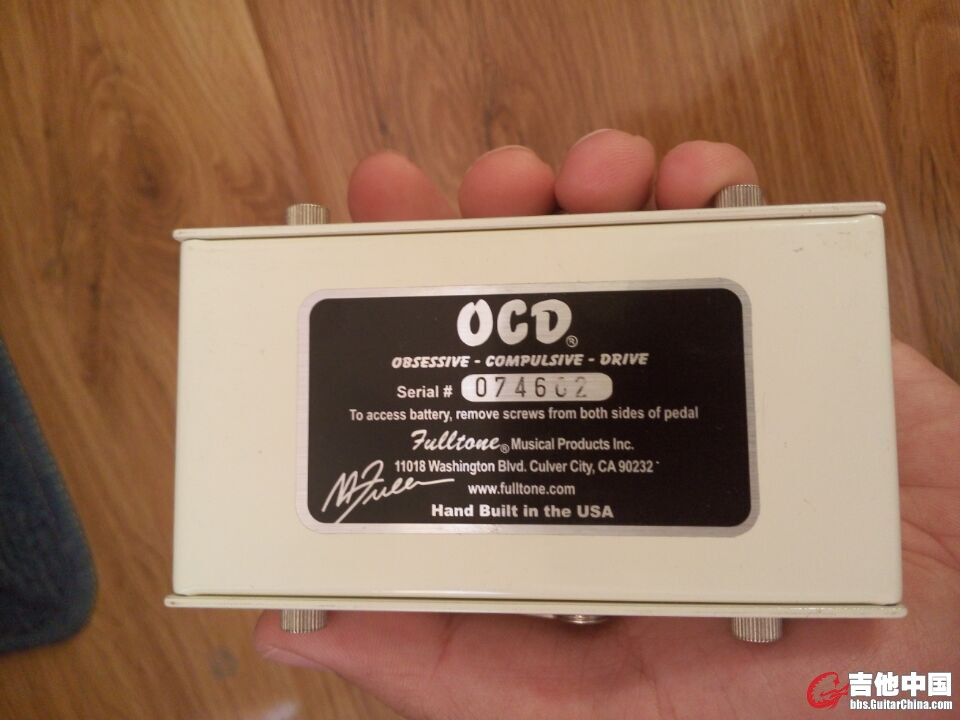 OCD®
OBSESSIVE - COMPULSIVE - DRIVE
Serial # 074602
To access battery, remove screws from both sides of pedal
Fulltone® Musical Products Inc.
11018 Washington Blvd. Culver City, CA 90232
www.fulltone.com
M Fuller
Hand Built in the USA
吉他中国
bbs.GuitarChina.com